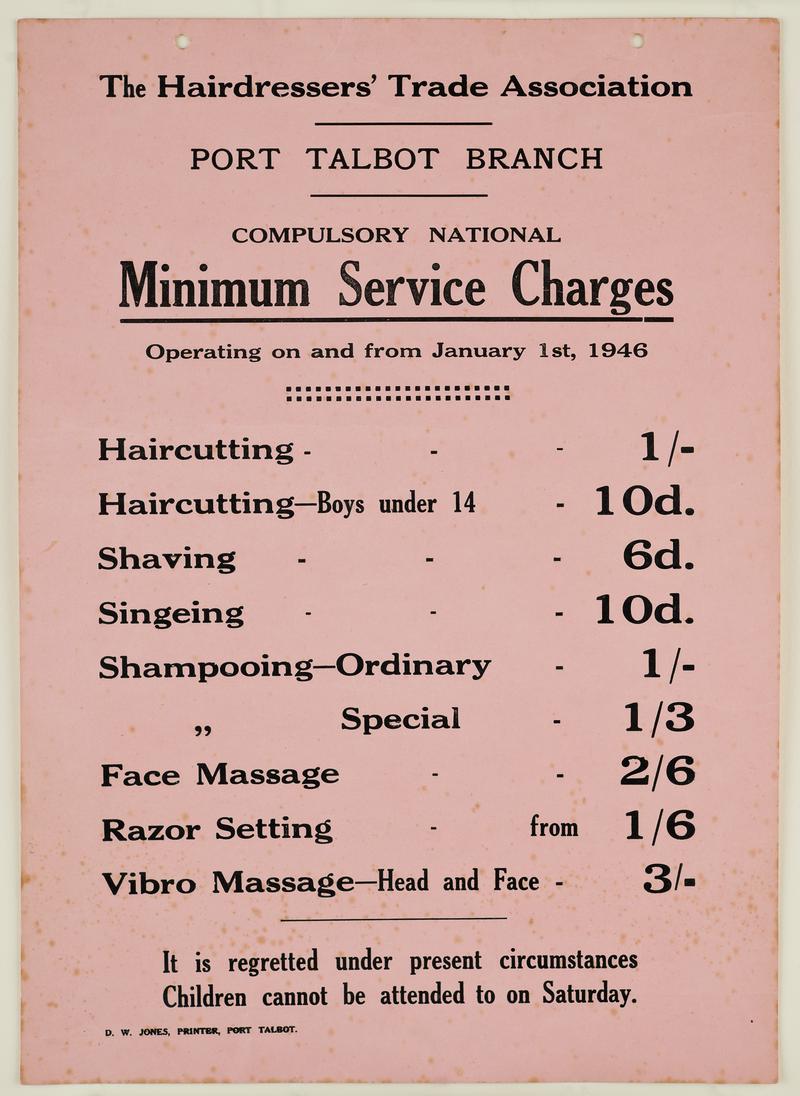 The Hairdressers' Trade Association
PORT TALBOT BRANCH
COMPULSORY NATIONAL
Minimum Service Charges
Operating on and from January 1st, 1946
Haircutting - - - 1/-
Haircutting—Boys under 14 - 10d.
Shaving - - - 6d.
Singeing - - - 10d.
Shampooing—Ordinary - 1/-
„ Special - 1/3
Face Massage - - 2/6
Razor Setting - from 1/6
Vibro Massage—Head and Face - 3/-
It is regretted under present circumstances
Children cannot be attended to on Saturday.
D. W. JONES, PRINTER, PORT TALBOT.